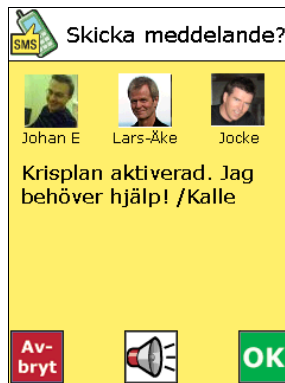 SMS
Skicka meddelande?
Johan E Lars-Åke Jocke
Krisplan aktiverad. Jag
behöver hjälp! /Kalle
Av-
bryt
OK